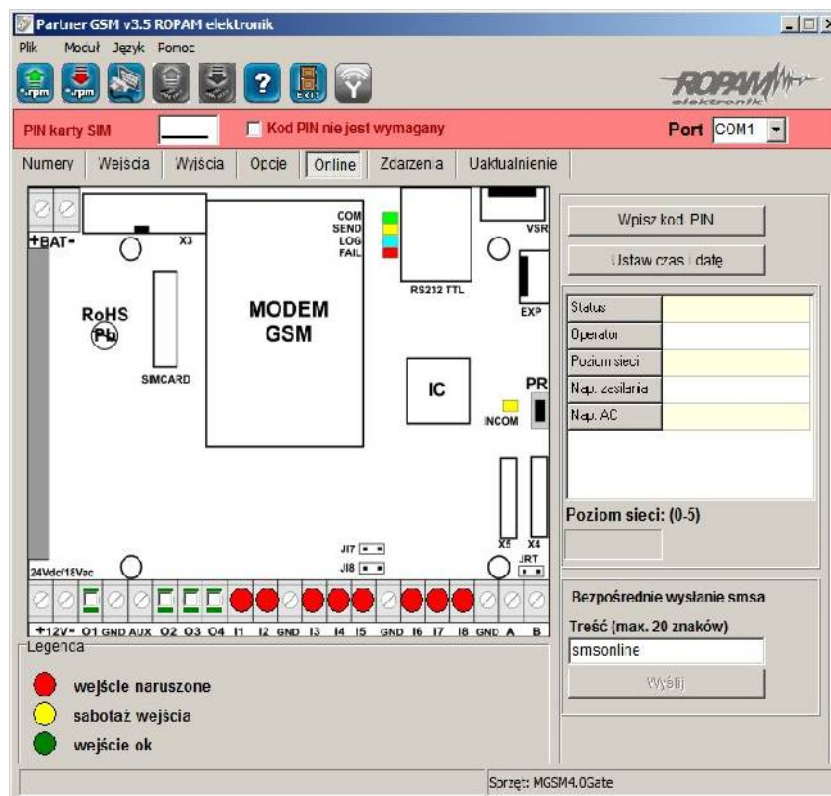 Partner GSM v3.5 ROPAM elektronik
Plik Moduł Język Pomoc
*.rpm *.rpm ? EXIT
ROPAM
elektronik
PIN karty SIM Kod PIN nie jest wymagany Port COM1
Numery Wejścia Wyjścia Opcje Online Zdarzenia Uaktualnienie
+BAT- X3 COM
SEND
LOG
FAIL
VSR
RS232 TTL
EXP
RoHS
Pb
SIMCARD
MODEM
GSM
IC
PR
INCOM
X5 X4
JI7
JI8
JRT
24Vdc/18Vac
+12V- O1 GND AUX O2 O3 O4 I1 I2 GND I3 I4 I5 GND I6 I7 I8 GND A B
Legenda
wejście naruszone
sabotaż wejścia
wejście ok
Wpisz kod PIN
Ustaw czas i datę
Status
Operator
Poziom sieci
Nap. zasilania
Nap. AC
Poziom sieci: (0-5)
Bezpośrednie wysłanie smsa
Treść (max. 20 znaków)
smsonline
Wyślij
Sprzęt: MGSM4.0Gate